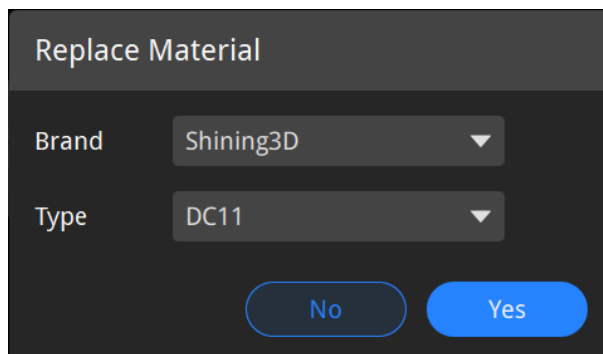 Replace Material
Brand Shining3D
Type DC11
No Yes